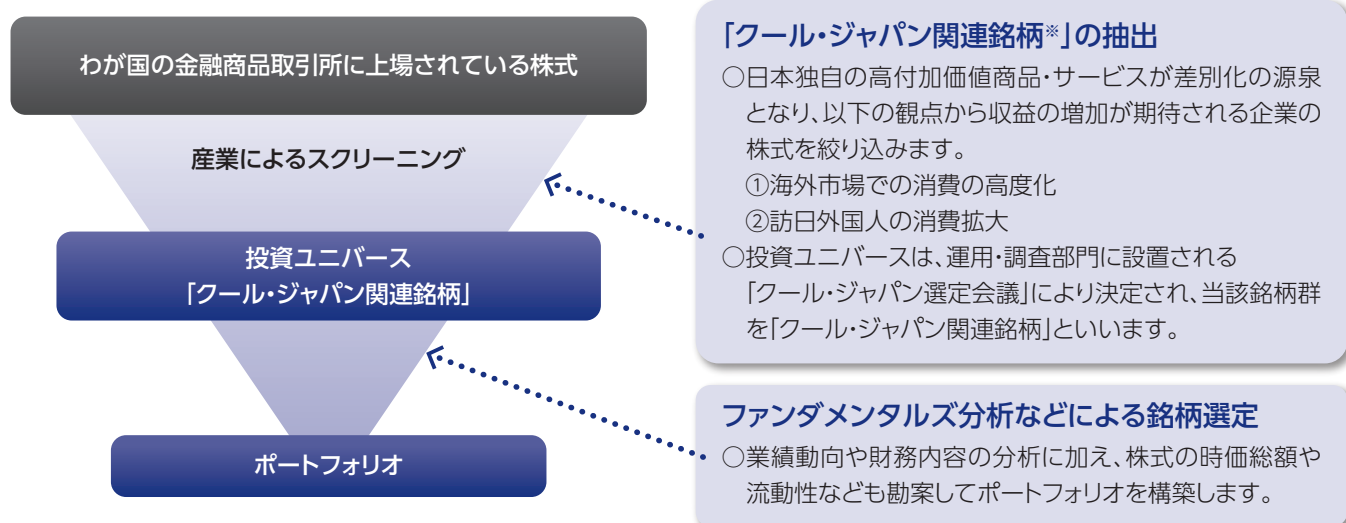 わが国の金融商品取引所に上場されている株式
産業によるスクリーニング
投資ユニバース
「クール・ジャパン関連銘柄」
ポートフォリオ
「クール・ジャパン関連銘柄※」の抽出
○日本独自の高付加価値商品・サービスが差別化の源泉
となり、以下の観点から収益の増加が期待される企業の
株式を絞り込みます。
①海外市場での消費の高度化
②訪日外国人の消費拡大
○投資ユニバースは、運用・調査部門に設置される
「クール・ジャパン選定会議」により決定され、当該銘柄群
を「クール・ジャパン関連銘柄」といいます。
ファンダメンタルズ分析などによる銘柄選定
○業績動向や財務内容の分析に加え、株式の時価総額や
流動性なども勘案してポートフォリオを構築します。